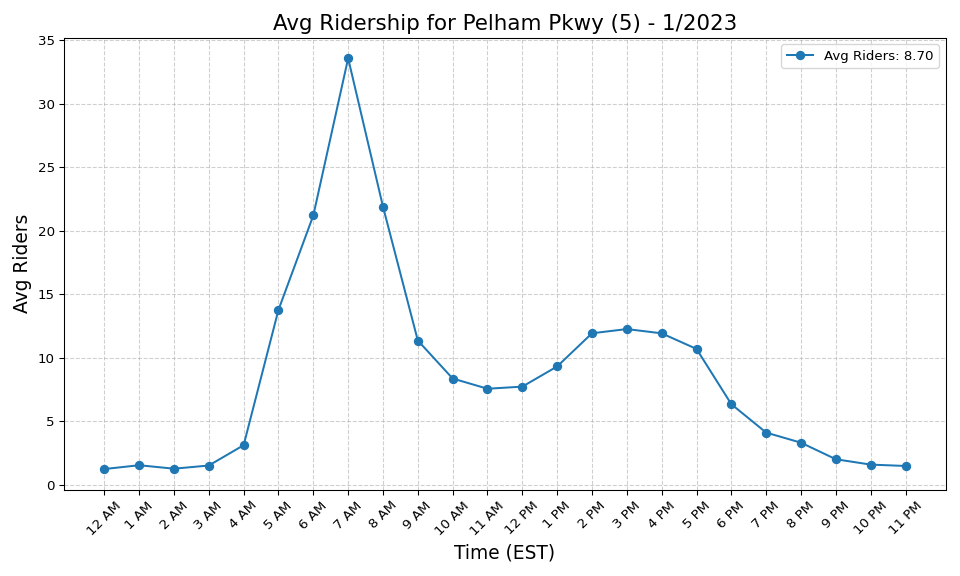 Avg Ridership for Pelham Pkwy (5) - 1/2023
Avg Riders: 8.70
35
30
25
20
15
10
5
0
Avg Riders
12 AM
1 AM
2 AM
3 AM
4 AM
5 AM
6 AM
7 AM
8 AM
9 AM
10 AM
11 AM
12 PM
1 PM
2 PM
3 PM
4 PM
5 PM
6 PM
7 PM
8 PM
9 PM
10 PM
11 PM
Time (EST)